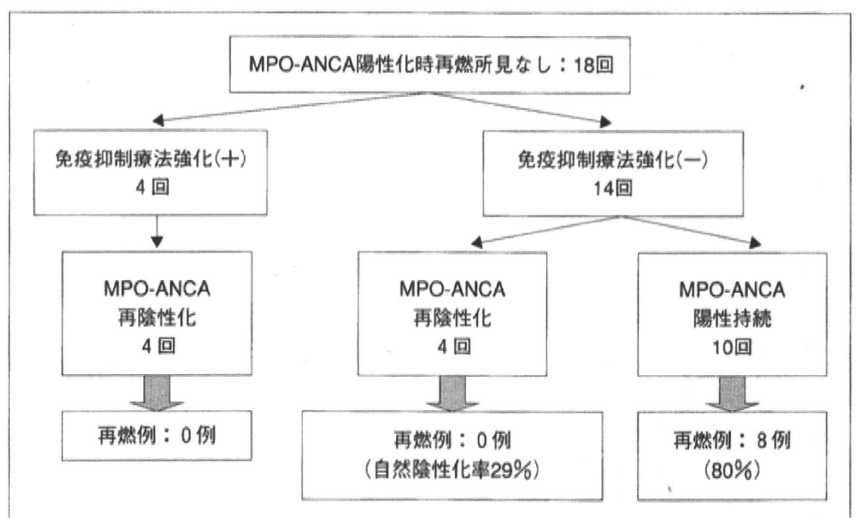 MPO-ANCA陽性化時再燃所見なし：18回
免疫抑制療法強化(＋)
4回
免疫抑制療法強化(－)
14回
MPO-ANCA
再陰性化
4回
MPO-ANCA
再陰性化
4回
MPO-ANCA
陽性持続
10回
再燃例：0例
再燃例：0例
(自然陰性化率29%)
再燃例：8例
(80%)